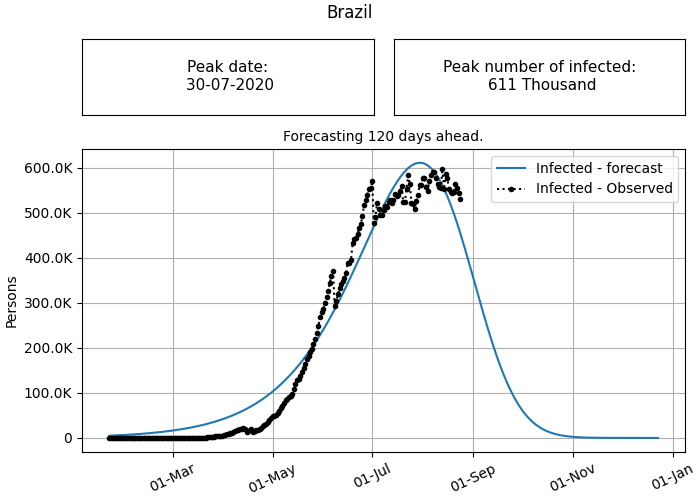 Brazil
Peak date:
30-07-2020
Peak number of infected:
611 Thousand
Forecasting 120 days ahead.
Infected - forecast
Infected - Observed
600.0K
500.0K
400.0K
300.0K
200.0K
100.0K
0
Persons
01-Mar
01-May
01-Jul
01-Sep
01-Nov
01-Jan